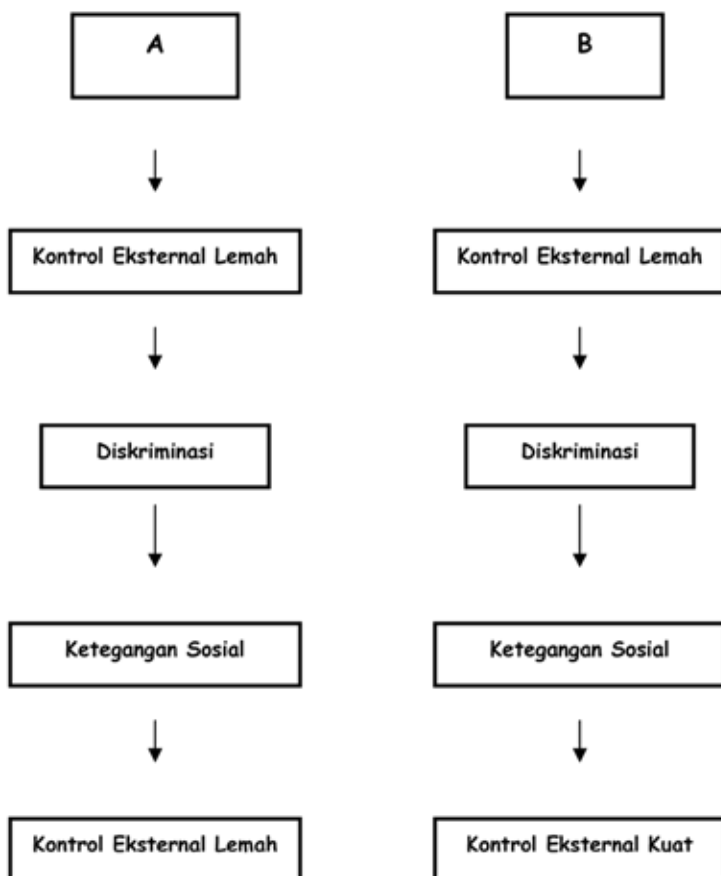 A
B
Kontrol Eksternal Lemah
Kontrol Eksternal Lemah
Diskriminasi
Diskriminasi
Ketegangan Sosial
Ketegangan Sosial
Kontrol Eksternal Lemah
Kontrol Eksternal Kuat